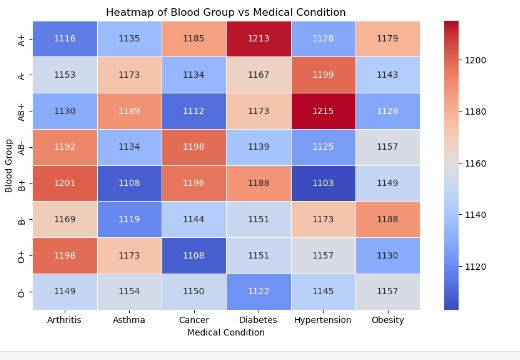 Heatmap of Blood Group vs Medical Condition
A+ 1116 1135 1185 1213 1128 1179
A- 1153 1173 1134 1167 1199 1143
AB+ 1130 1189 1112 1173 1215 1128
AB- 1192 1134 1198 1139 1125 1157
B+ 1201 1108 1196 1188 1103 1149
B- 1169 1119 1144 1151 1173 1188
O+ 1198 1173 1108 1151 1157 1130
O- 1149 1154 1150 1122 1145 1157
Arthritis Asthma Cancer Diabetes Hypertension Obesity
Medical Condition
Blood Group
1200
1180
1160
1140
1120